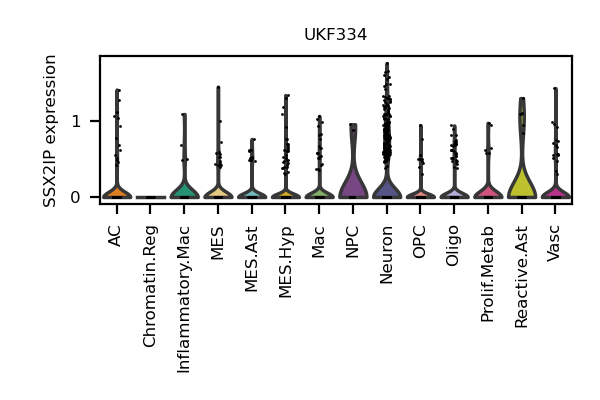 UKF334
SSX2IP expression
1
0
AC
Chromatin.Reg
Inflammatory.Mac
MES
MES.Ast
MES.Hyp
Mac
NPC
Neuron
OPC
Oligo
Prolif.Metab
Reactive.Ast
Vasc